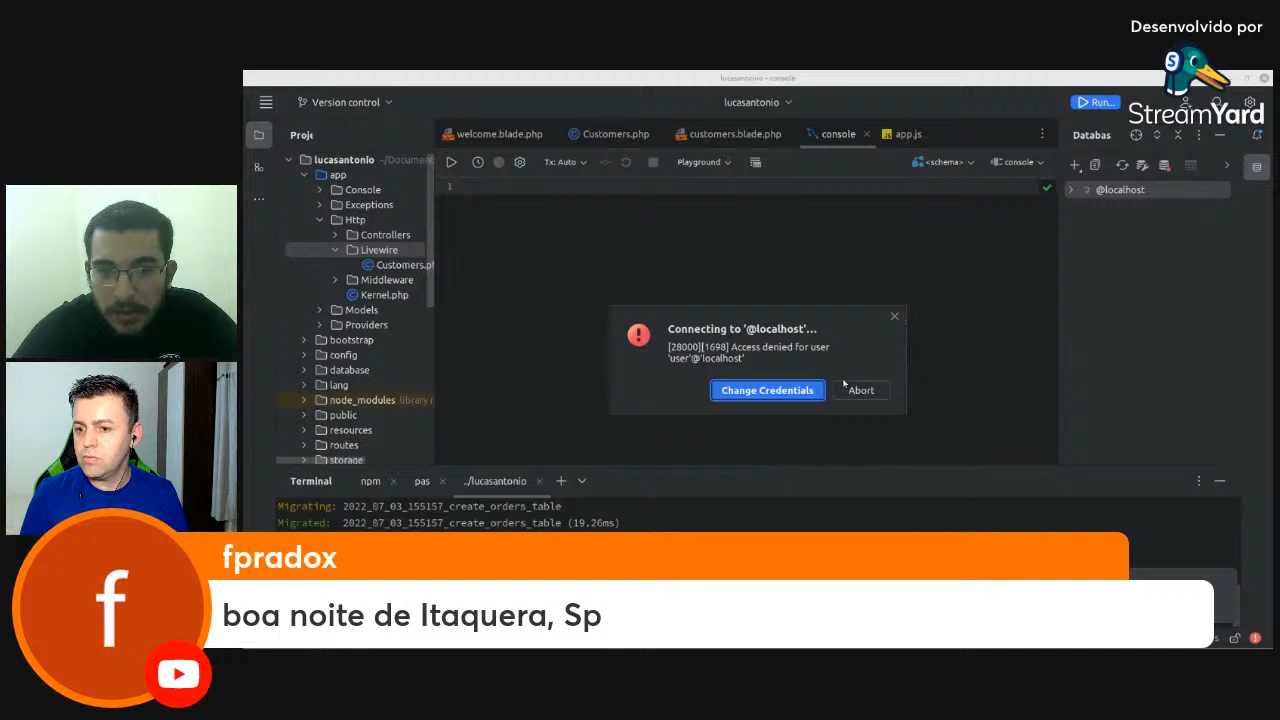 Desenvolvido por
StreamYard
lucasantonio – console
Version control
lucasantonio
Run...
Proje
welcome.blade.php
Customers.php
customers.blade.php
console
app.js
Databas
lucasantonio ~/Document
Tx: Auto
Playground
<schema>
console
app
1
@localhost
Console
Exceptions
Http
Controllers
Livewire
Customers.ph
Middleware
Kernel.php
Models
Providers
bootstrap
config
database
lang
node_modules library r
public
resources
routes
storage
Connecting to '@localhost'...
[28000][1698] Access denied for user
'user'@'localhost'
Change Credentials
Abort
Terminal
npm
pas
../lucasantonio
Migrating: 2022_07_03_155157_create_orders_table
Migrated: 2022_07_03_155157_create_orders_table (19.26ms)
f
fpradox
boa noite de Itaquera, Sp